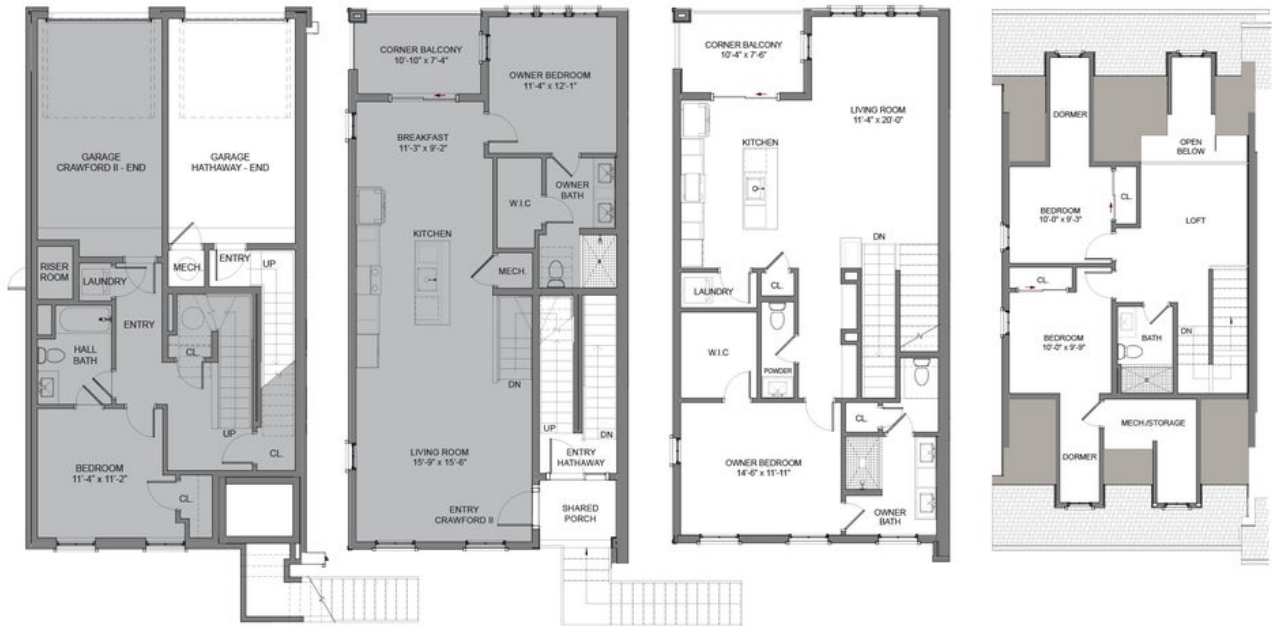 GARAGE
CRAWFORD II - END
GARAGE
HATHAWAY - END
RISER
ROOM
LAUNDRY
MECH.
ENTRY
UP
ENTRY
HALL
BATH
CL.
UP
CL.
BEDROOM
11'-4" x 11'-2"
CL.
CORNER BALCONY
10'-10" x 7'-4"
OWNER BEDROOM
11'-4" x 12'-1"
BREAKFAST
11'-3" x 9'-2"
W.I.C
OWNER
BATH
KITCHEN
MECH.
DN
UP
DN
LIVING ROOM
15'-9" x 15'-6"
ENTRY
HATHAWAY
ENTRY
CRAWFORD II
SHARED
PORCH
CORNER BALCONY
10'-4" x 7'-6"
LIVING ROOM
11'-4" x 20'-0"
KITCHEN
DN
LAUNDRY
CL.
W.I.C
POWDER
CL.
OWNER BEDROOM
14'-6" x 11'-11"
OWNER
BATH
DORMER
OPEN
BELOW
CL.
BEDROOM
10'-0" x 9'-3"
LOFT
CL.
BEDROOM
10'-0" x 9'-9"
BATH
DN
MECH./STORAGE
DORMER